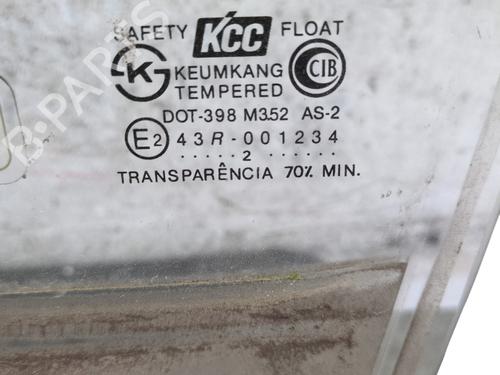 SAFETY KCC FLOAT
K KEUMKANG CIB
TEMPERED
DOT-398 M352 AS-2
E2 43R-001234
..... 2 .....
TRANSPARÊNCIA 70% MIN.
B-PARTS